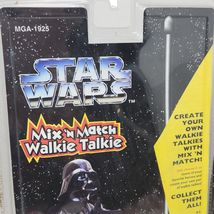 MGA-1925
STAR
WARS
Mix 'n Match
Walkie Talkie
CREATE
YOUR
OWN
WALKIE
TALKIES
WITH
MIX 'N
MATCH!
COLLECT
THEM
ALL!